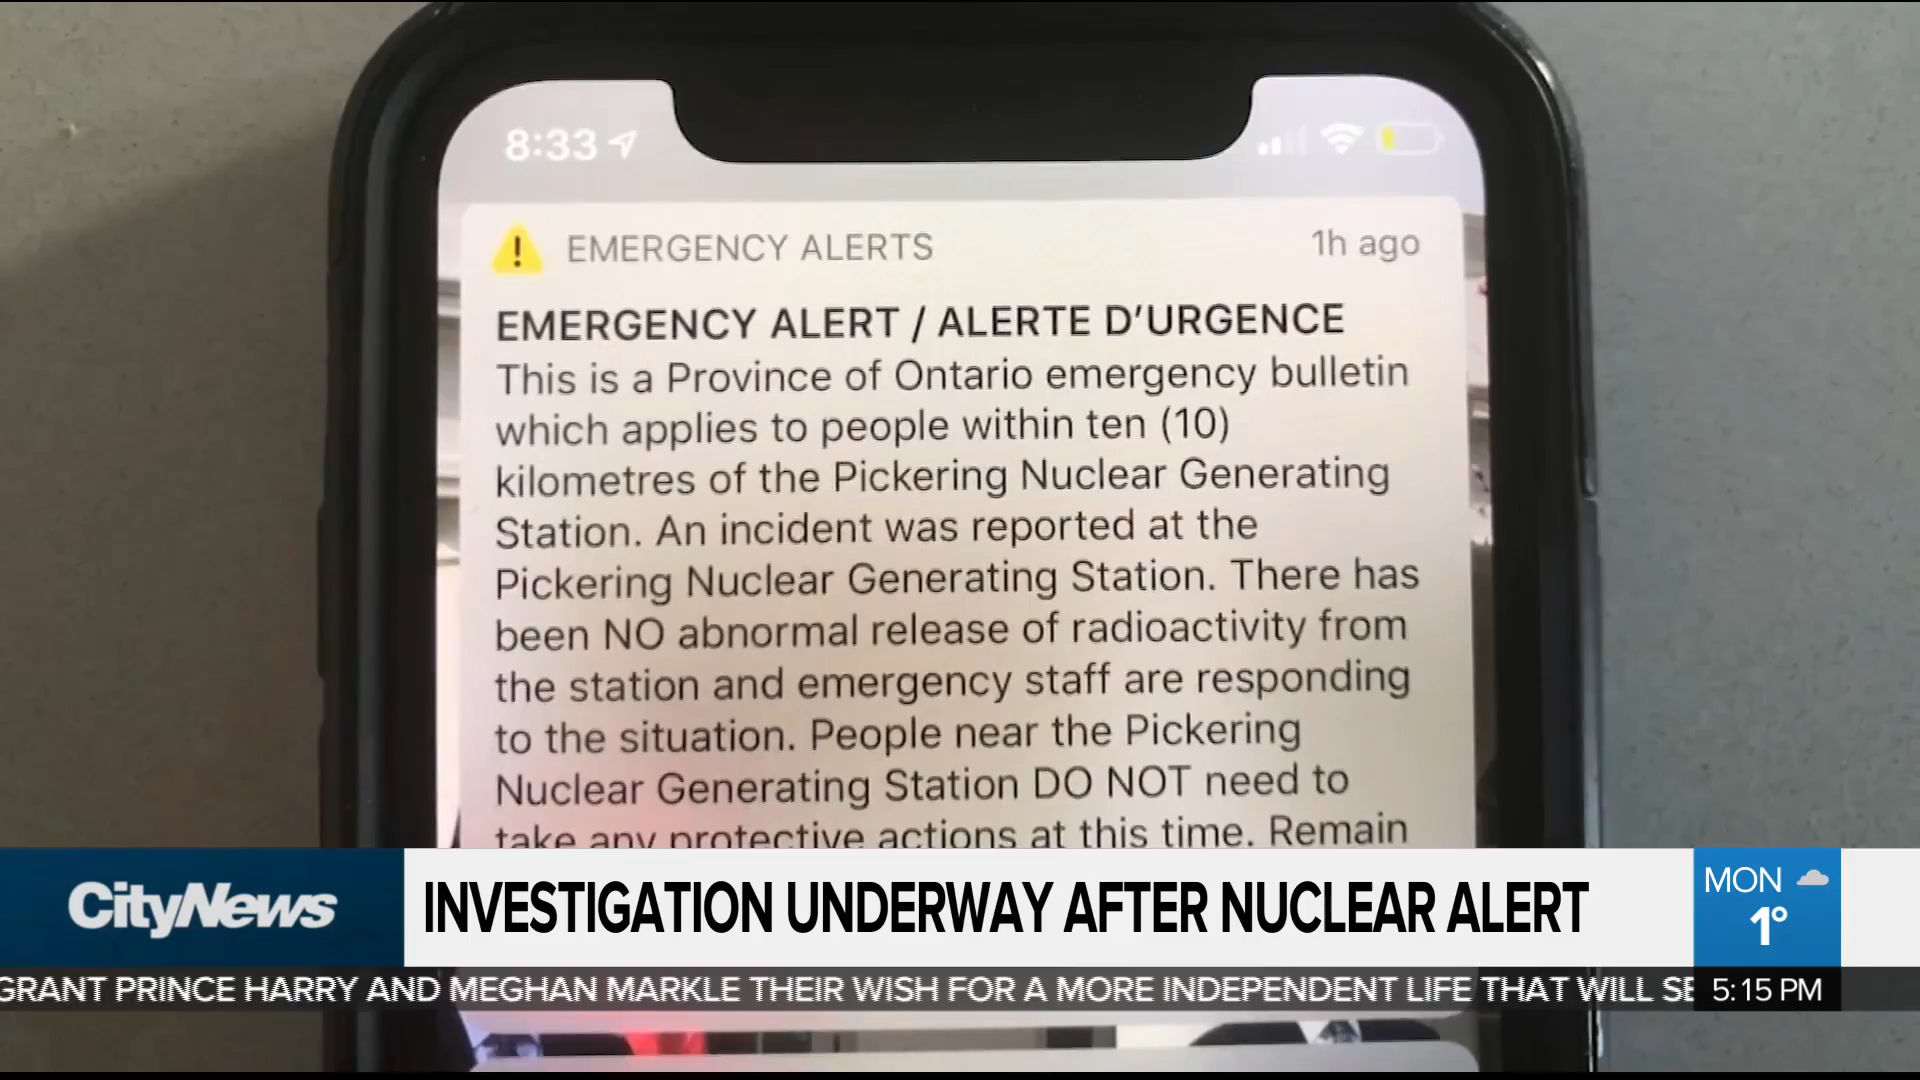 8:33
EMERGENCY ALERTS
1h ago
EMERGENCY ALERT / ALERTE D'URGENCE
This is a Province of Ontario emergency bulletin
which applies to people within ten (10)
kilometres of the Pickering Nuclear Generating
Station. An incident was reported at the
Pickering Nuclear Generating Station. There has
been NO abnormal release of radioactivity from
the station and emergency staff are responding
to the situation. People near the Pickering
Nuclear Generating Station DO NOT need to
take any protective actions at this time. Remain
CityNews
INVESTIGATION UNDERWAY AFTER NUCLEAR ALERT
MON
1°
GRANT PRINCE HARRY AND MEGHAN MARKLE THEIR WISH FOR A MORE INDEPENDENT LIFE THAT WILL SE
5:15 PM